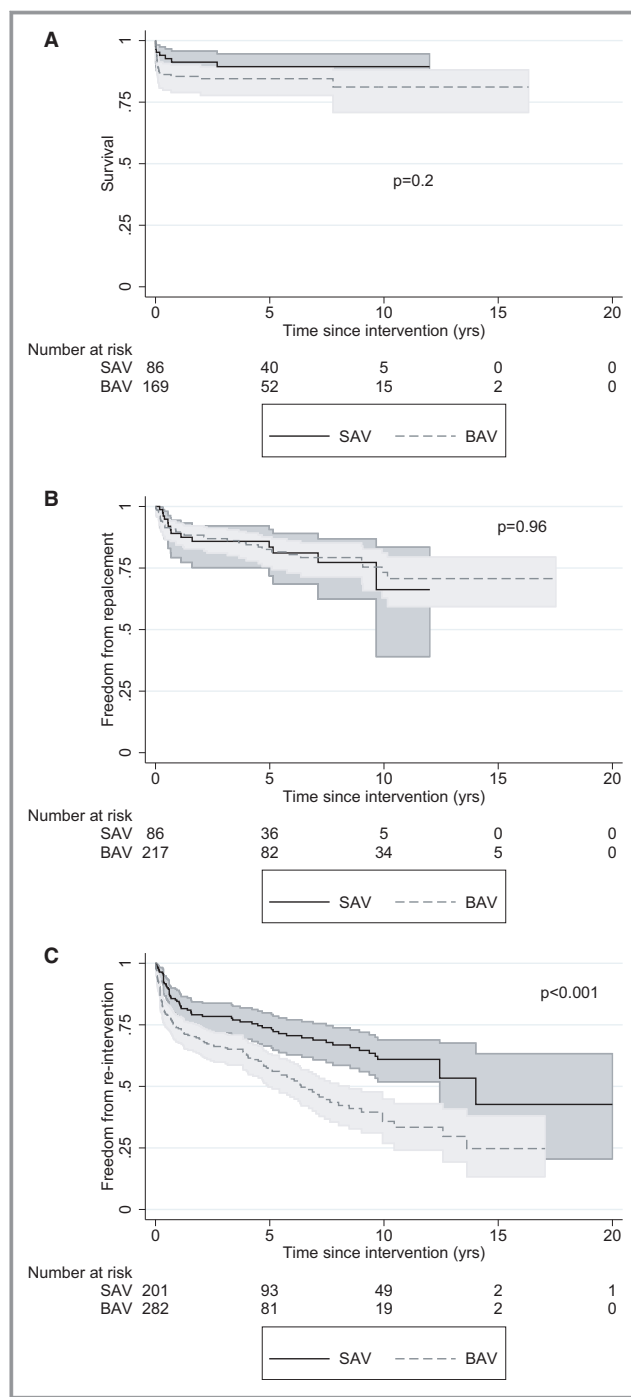 A
Survival
1
.75
.5
.25
0
p=0.2
0 5 10 15 20
Time since intervention (yrs)
Number at risk
SAV 86 40 5 0 0
BAV 169 52 15 2 0
SAV BAV
B
Freedom from repalcement
1
.75
.5
.25
0
p=0.96
0 5 10 15 20
Time since intervention (yrs)
Number at risk
SAV 86 36 5 0 0
BAV 217 82 34 5 0
SAV BAV
C
Freedom from re-intervention
1
.75
.5
.25
0
p<0.001
0 5 10 15 20
Time since intervention (yrs)
Number at risk
SAV 201 93 49 2 1
BAV 282 81 19 2 0
SAV BAV